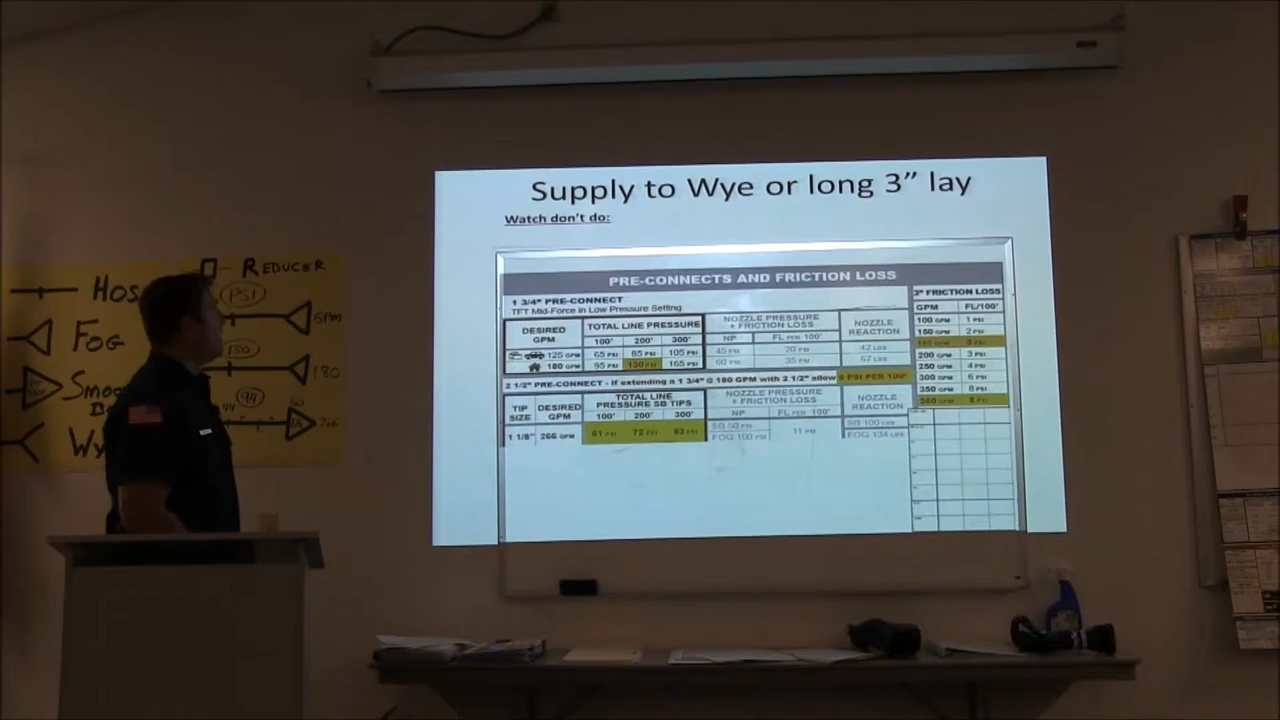 Supply to Wye or long 3" lay
Watch don't do:
PRE-CONNECTS AND FRICTION LOSS
1 3/4" PRE-CONNECT
TFT Mid-Force in Low Pressure Setting
DESIRED GPM
TOTAL LINE PRESSURE
100' 200' 300'
NOZZLE PRESSURE + FRICTION LOSS
NP FL PER 100'
NOZZLE REACTION
125 GPM 65 PSI 85 PSI 105 PSI 45 PSI 20 PSI 42 LBS
180 GPM 95 PSI 130 PSI 165 PSI 60 PSI 35 PSI 67 LBS
2 1/2" PRE-CONNECT - If extending a 1 3/4" @ 180 GPM with 2 1/2" allow 6 PSI PER 100'
TIP SIZE
DESIRED GPM
TOTAL LINE PRESSURE SB TIPS
100' 200' 300'
NOZZLE PRESSURE + FRICTION LOSS
NP FL PER 100'
NOZZLE REACTION
1 1/8" 266 GPM 61 PSI 72 PSI 83 PSI
SB 50 PSI
FOG 100 PSI
11 PSI
SB 100 LBS
FOG 134 LBS
3" FRICTION LOSS
GPM FL/100'
100 GPM 1 PSI
150 GPM 2 PSI
180 GPM 3 PSI
200 GPM 3 PSI
250 GPM 4 PSI
300 GPM 6 PSI
350 GPM 8 PSI
360 GPM 8 PSI
REDUCER
HOS
PSI
GPM
FOG
130
180
SMOO
94
WY